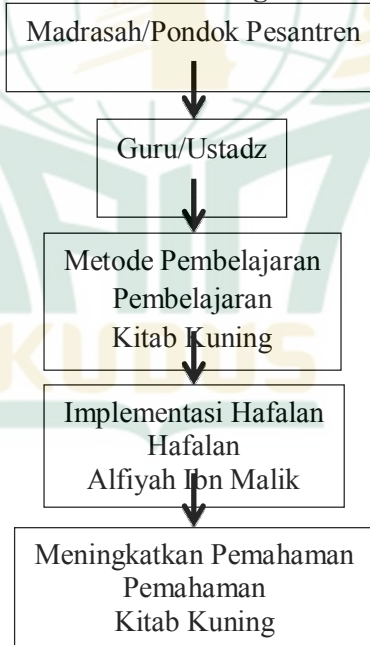 Madrasah/Pondok Pesantren
Guru/Ustadz
Metode Pembelajaran
Pembelajaran
Kitab Kuning
KUDUS
Implementasi Hafalan
Hafalan
Alfiyah Ibn Malik
Meningkatkan Pemahaman
Pemahaman
Kitab Kuning